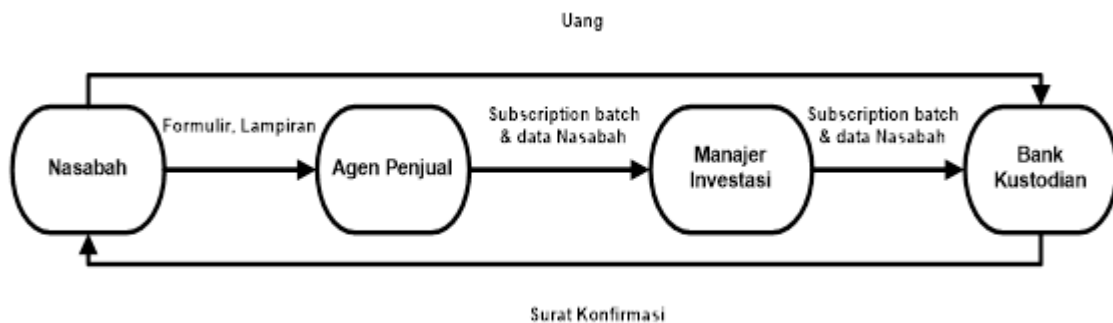 Uang
Formulir, Lampiran
Subscription batch
& data Nasabah
Subscription batch
& data Nasabah
Nasabah
Agen Penjual
Manajer
Investasi
Bank
Kustodian
Surat Konfirmasi